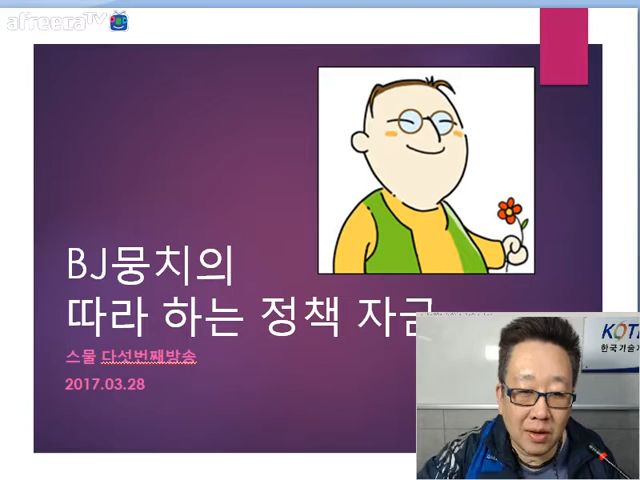 afreecaTV
BJ뭉치의
따라 하는 정책 자금
스물 다섯번째방송
2017.03.28
한국기술